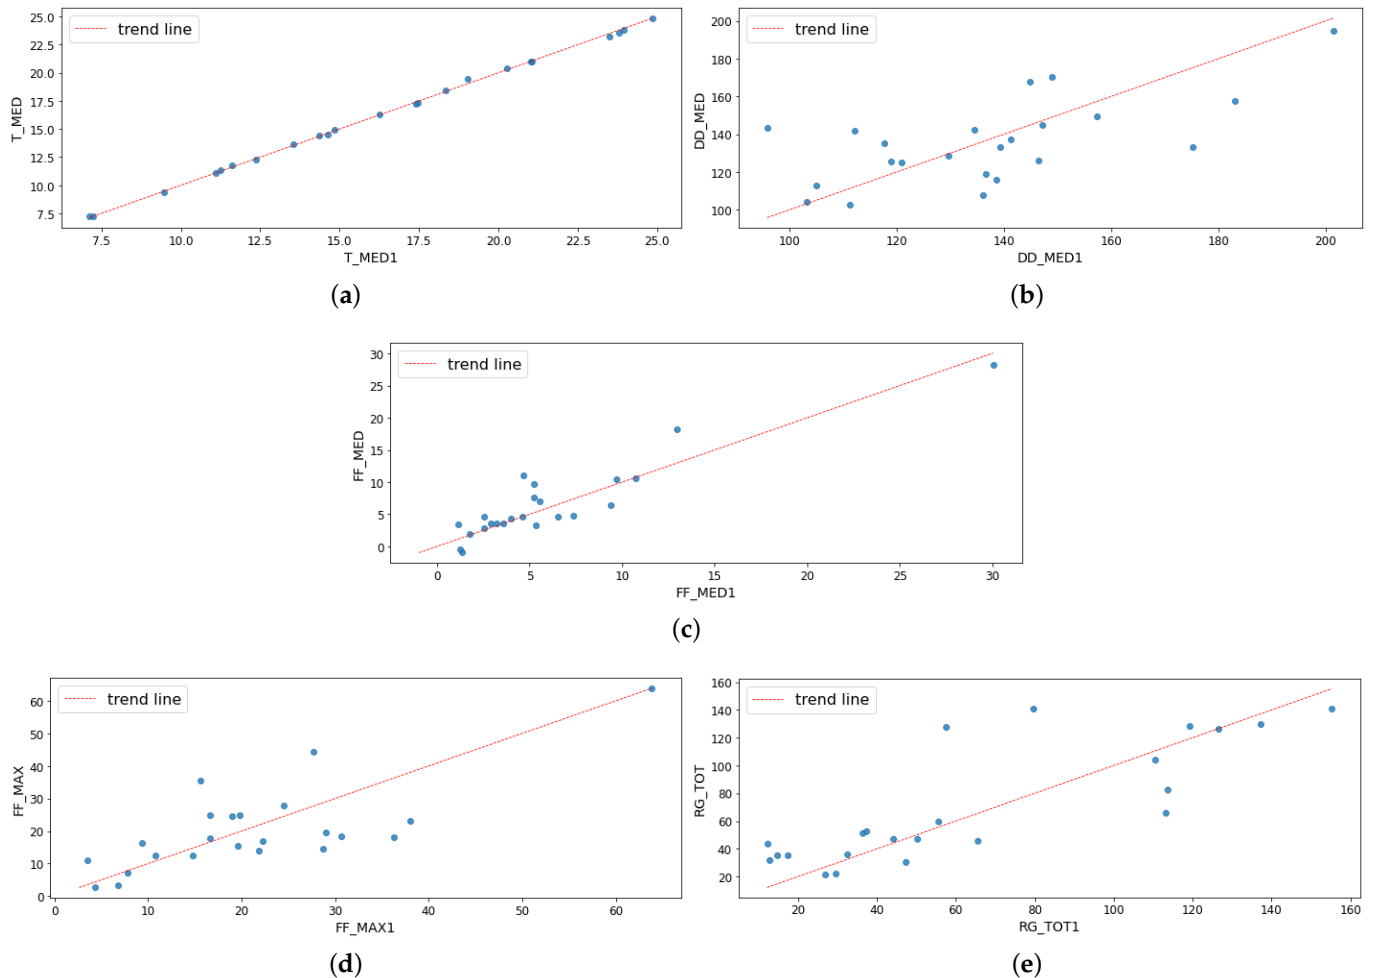 trend line
25.0
22.5
20.0
17.5
15.0
12.5
10.0
7.5
T_MED
7.5 10.0 12.5 15.0 17.5 20.0 22.5 25.0
T_MED1
(a)
trend line
200
180
160
140
120
100
DD_MED
100 120 140 160 180 200
DD_MED1
(b)
trend line
30
25
20
15
10
5
0
FF_MED
0 5 10 15 20 25 30
FF_MED1
(c)
trend line
60
50
40
30
20
10
0
FF_MAX
0 10 20 30 40 50 60
FF_MAX1
(d)
trend line
160
140
120
100
80
60
40
20
RG_TOT
20 40 60 80 100 120 140 160
RG_TOT1
(e)